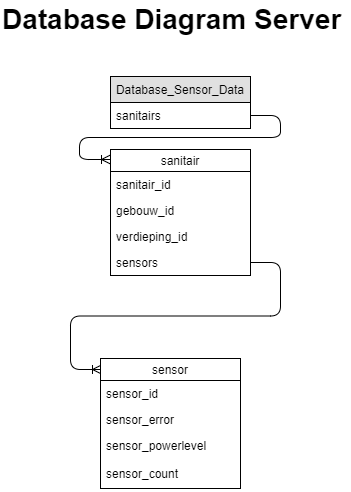 Database Diagram Server
Database_Sensor_Data
sanitairs
sanitair
sanitair_id
gebouw_id
verdieping_id
sensors
sensor
sensor_id
sensor_error
sensor_powerlevel
sensor_count